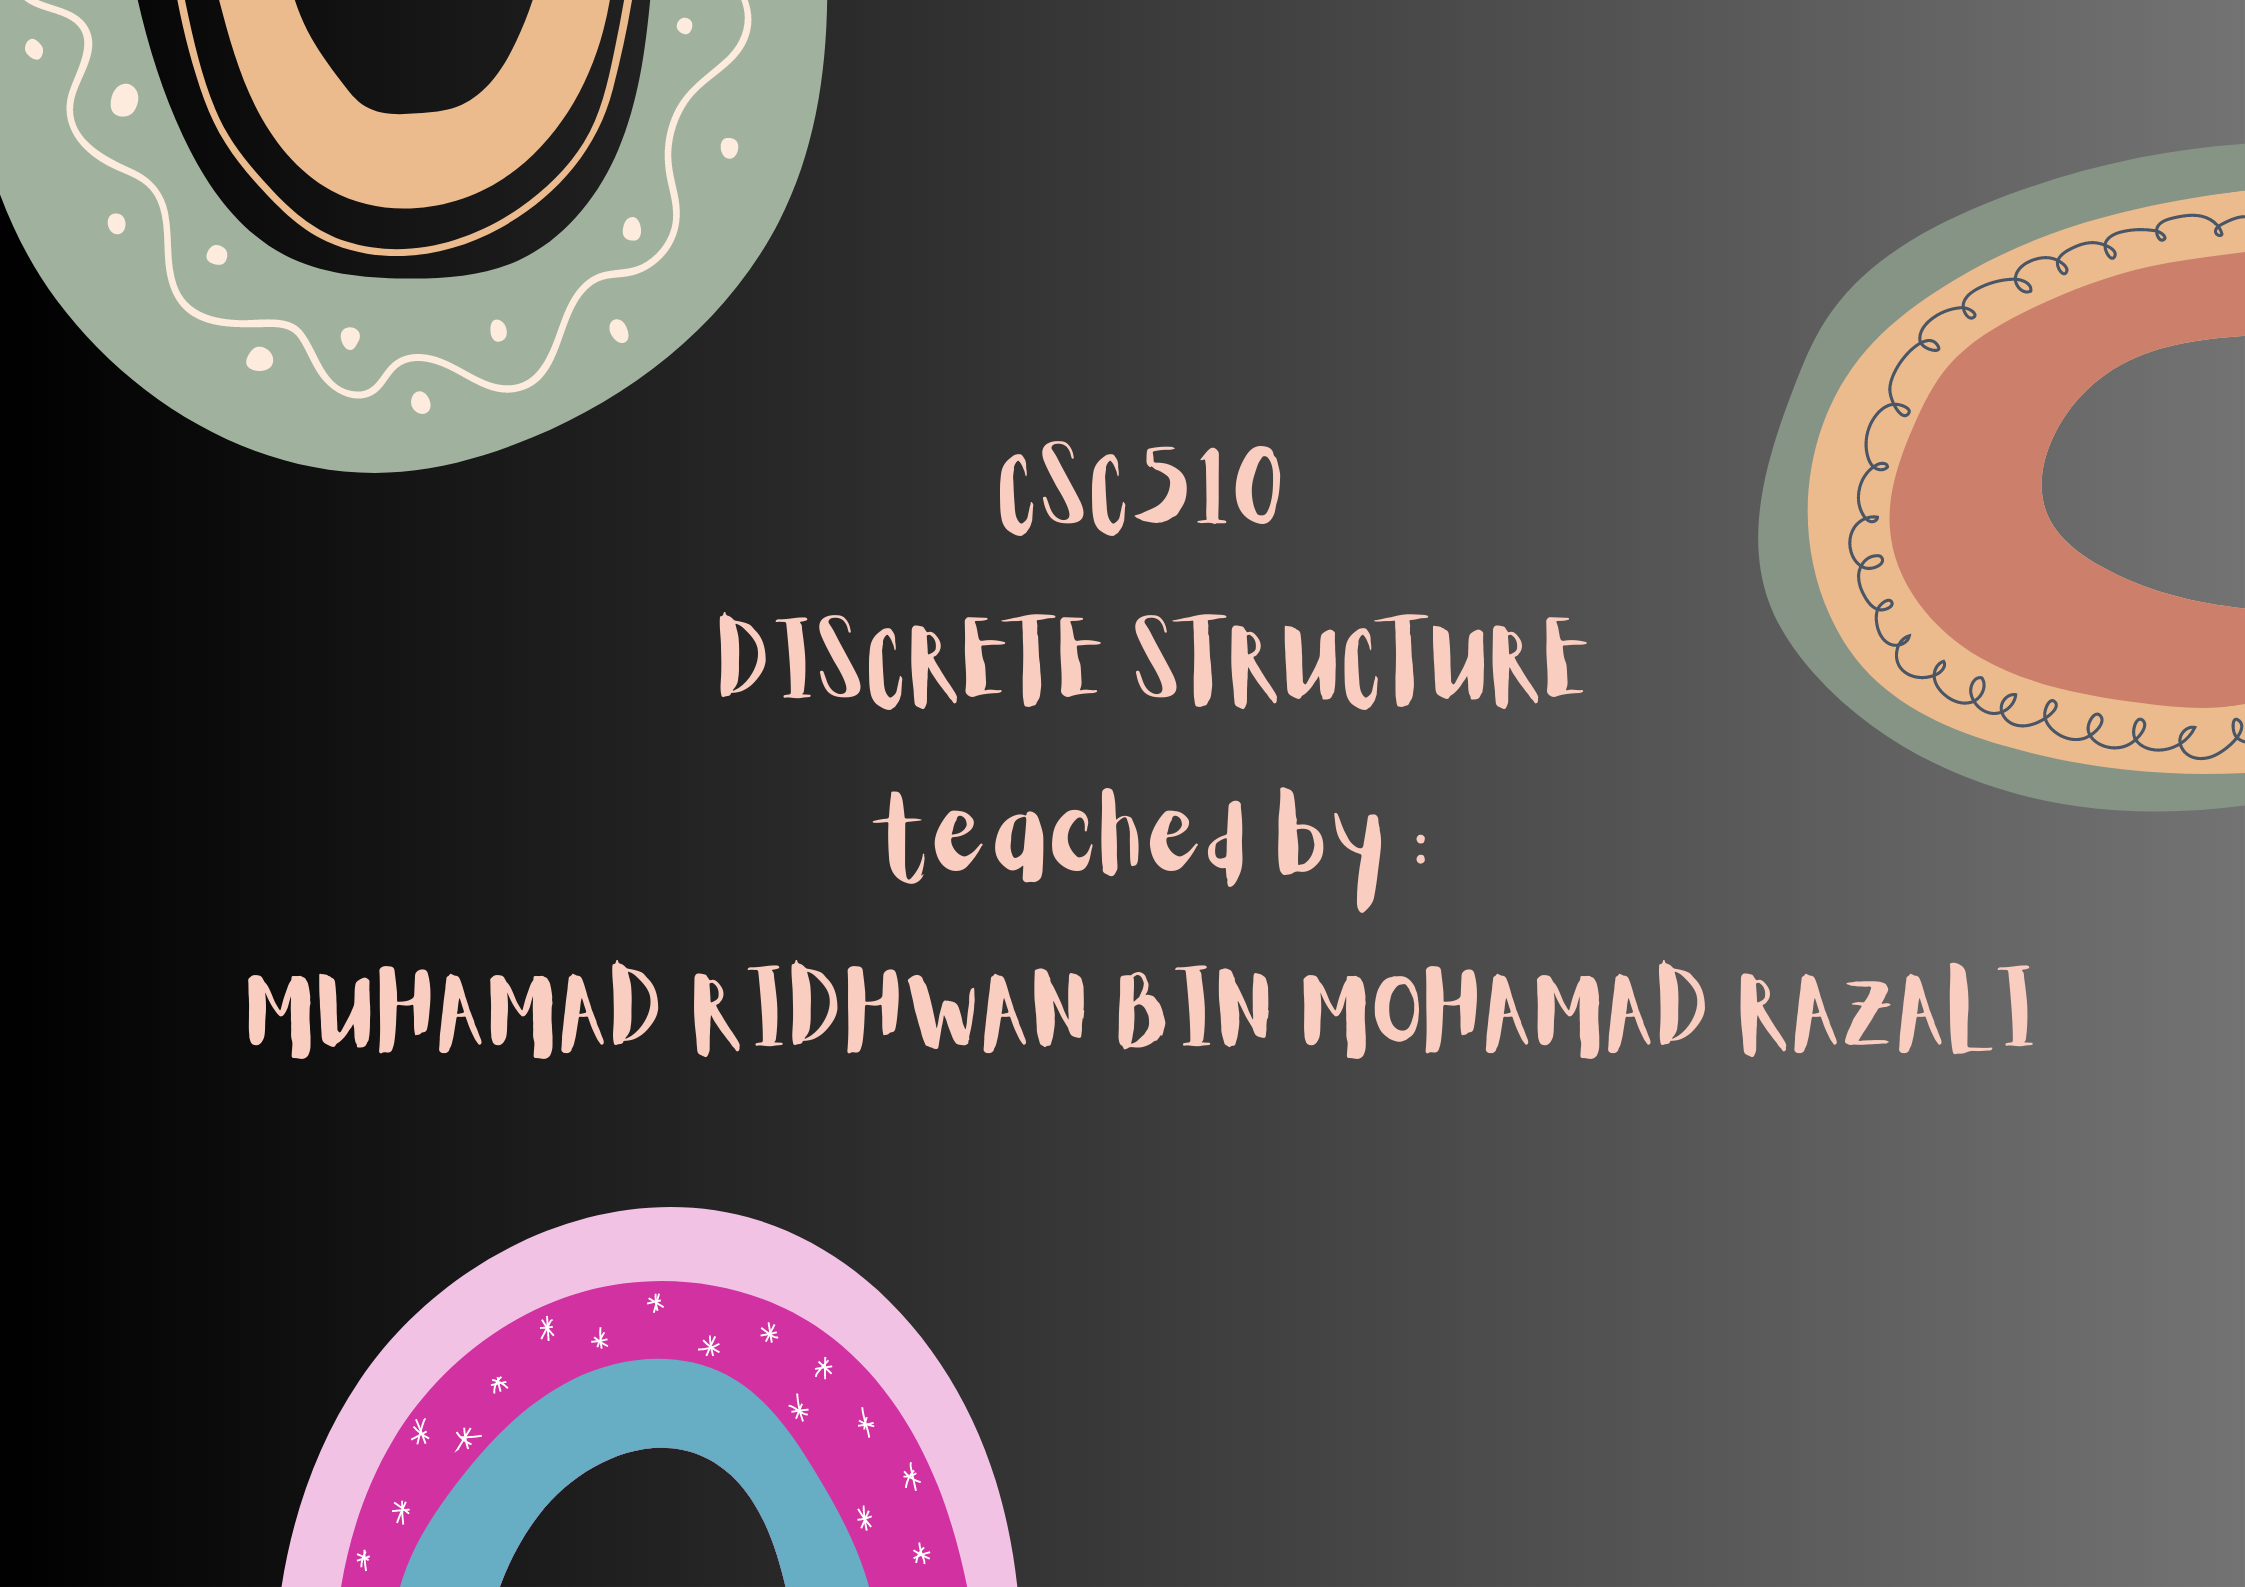 CSC510
DISCRETE STRUCTURE
teached by :
MUHAMAD RIDHWAN BIN MOHAMAD RAZALI